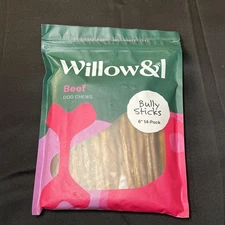 Willow&I
Beef
DOG CHEWS
Bully
Sticks
6" 14-Pack